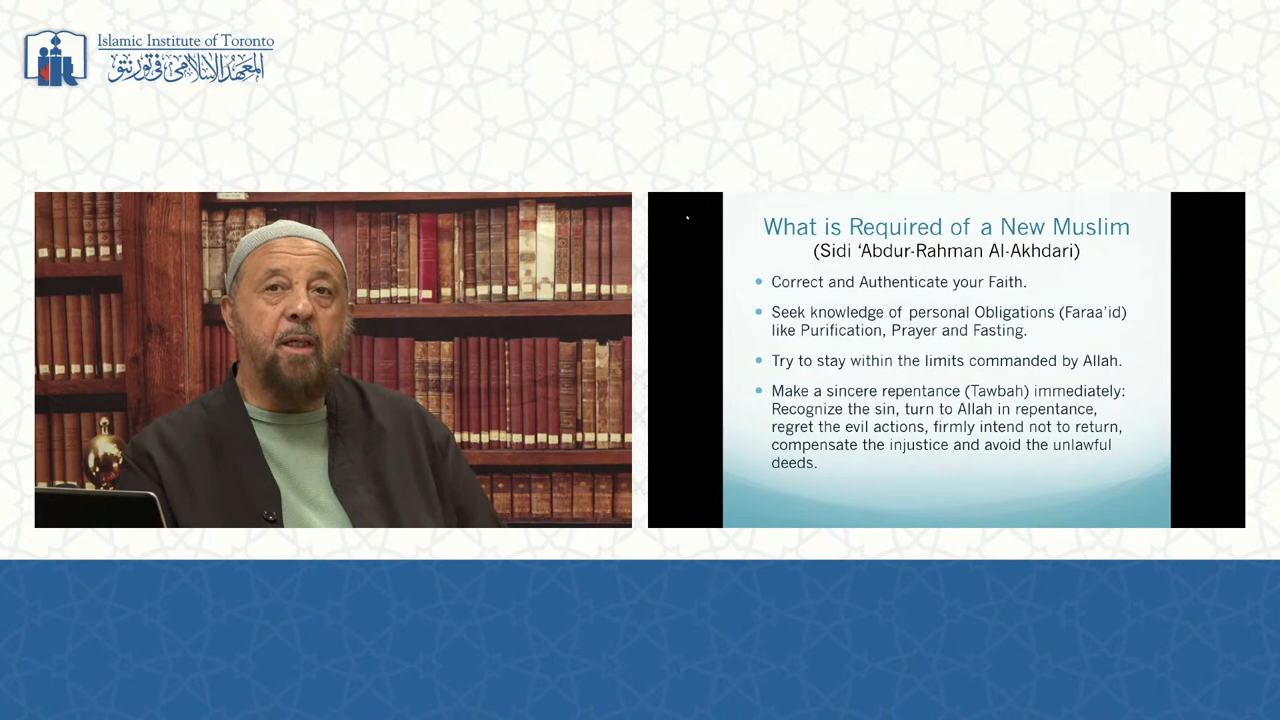 Islamic Institute of Toronto
المعهد الإسلامي في تورنتو
What is Required of a New Muslim
(Sidi ‘Abdur-Rahman Al-Akhdari)
• Correct and Authenticate your Faith.
• Seek knowledge of personal Obligations (Faraa’id)
like Purification, Prayer and Fasting.
• Try to stay within the limits commanded by Allah.
• Make a sincere repentance (Tawbah) immediately:
Recognize the sin, turn to Allah in repentance,
regret the evil actions, firmly intend not to return,
compensate the injustice and avoid the unlawful
deeds.